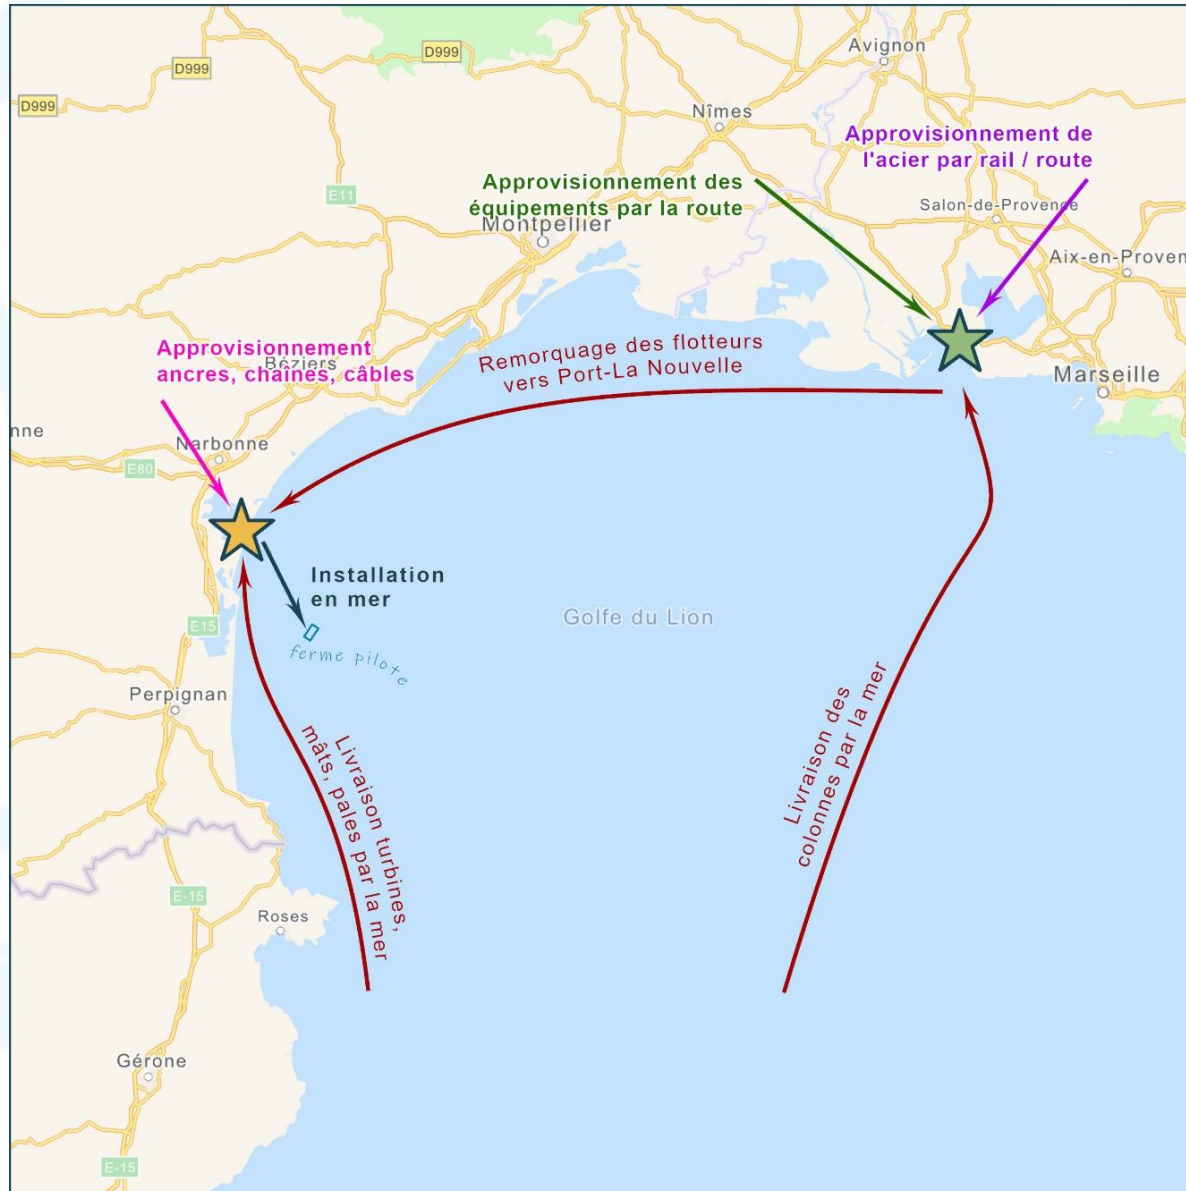 Avignon
D999
D999
D999
Nîmes
Approvisionnement de
l'acier par rail / route
Approvisionnement des
équipements par la route
E11
Salon-de-Provence
Montpellier
Aix-en-Proven
Approvisionnement
ancres, chaînes, câbles
Béziers
Remorquage des flotteurs
vers Port-La Nouvelle
Marseille
nne
Narbonne
E80
Installation
en mer
Golfe du Lion
E15
ferme pilote
Perpignan
Livraison des
colonnes par la mer
Livraison turbines,
mâts, pales par la mer
E-15
Roses
Gérone
E-15